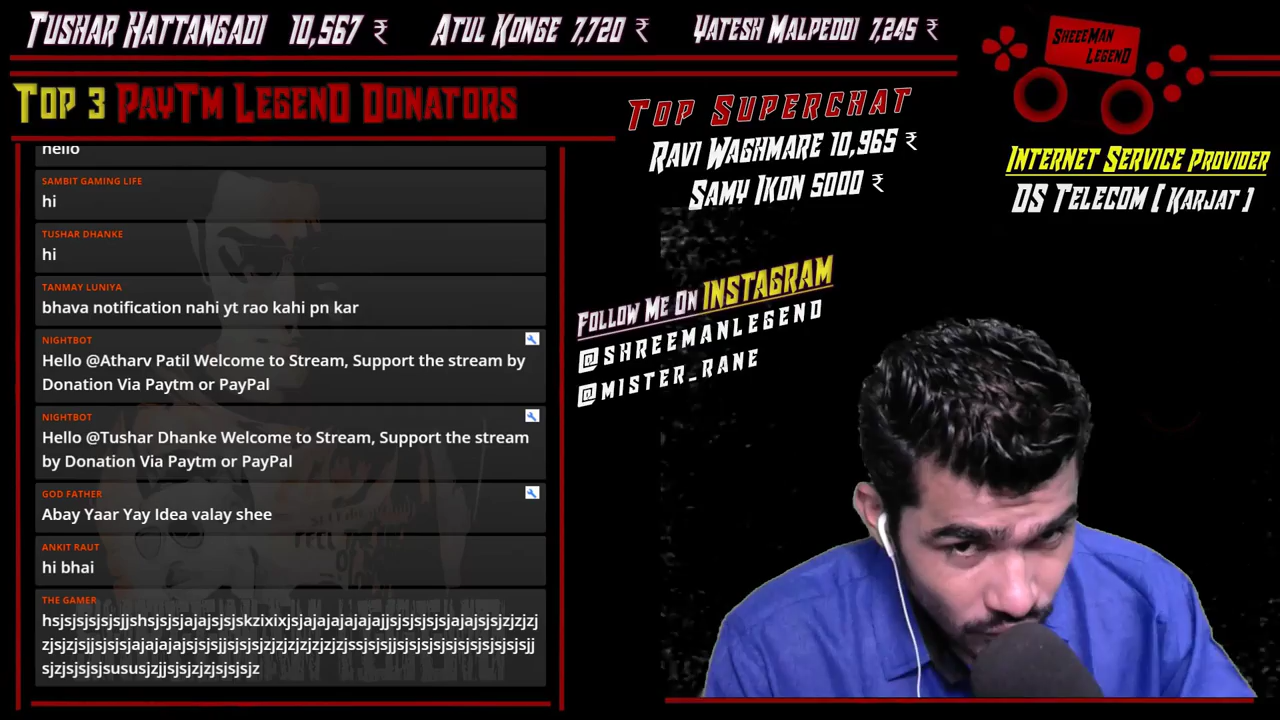 TUSHAR HATTANGADI 10,567 ₹ ATUL KONGE 7,720 ₹ YATESH MALPEDDI 7,245 ₹
SHEEEMAN
LEGEND
TOP 3 PAYTM LEGEND DONATORS
TOP SUPERCHAT
RAVI WAGHMARE 10,965 ₹
SAMY IKON 5000 ₹
INTERNET SERVICE PROVIDER
DS TELECOM [ KARJAT ]
FOLLOW ME ON INSTAGRAM
@SHREEMANLEGEND
@MISTER_RANE
hello
SAMBIT GAMING LIFE
hi
TUSHAR DHANKE
hi
TANMAY LUNIYA
bhava notification nahi yt rao kahi pn kar
NIGHTBOT
Hello @Atharv Patil Welcome to Stream, Support the stream by
Donation Via Paytm or PayPal
NIGHTBOT
Hello @Tushar Dhanke Welcome to Stream, Support the stream
by Donation Via Paytm or PayPal
GOD FATHER
Abay Yaar Yay Idea valay shee
ANKIT RAUT
hi bhai
THE GAMER
hsjsjsjsjsjsjjshsjsjsjajajsjsjskzixixjsjajajajajajajjsjsjsjsjsjajajsjsjzjzjzj
zjsjzjsjjsjsjsjajajajajsjsjsjjsjsjsjzjzjzjzjzjzjssjsjsjjsjsjsjsjsjsjsjsjsjsjjj
sjzjsjsjsjsususjzjjsjsjzjzjsjsjsjz